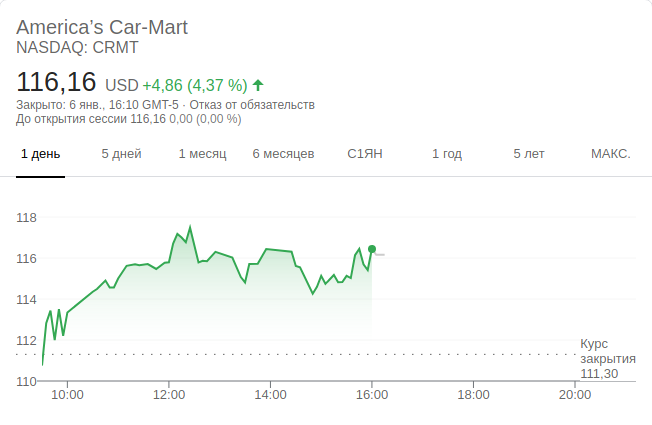 America’s Car-Mart
NASDAQ: CRMT
116,16 USD +4,86 (4,37 %)
Закрыто: 6 янв., 16:10 GMT-5 · Отказ от обязательств
До открытия сессии 116,16 0,00 (0,00 %)
1 день 5 дней 1 месяц 6 месяцев С1ЯН 1 год 5 лет МАКС.
118
116
114
112
110
Курс
закрытия
111,30
10:00 12:00 14:00 16:00 18:00 20:00